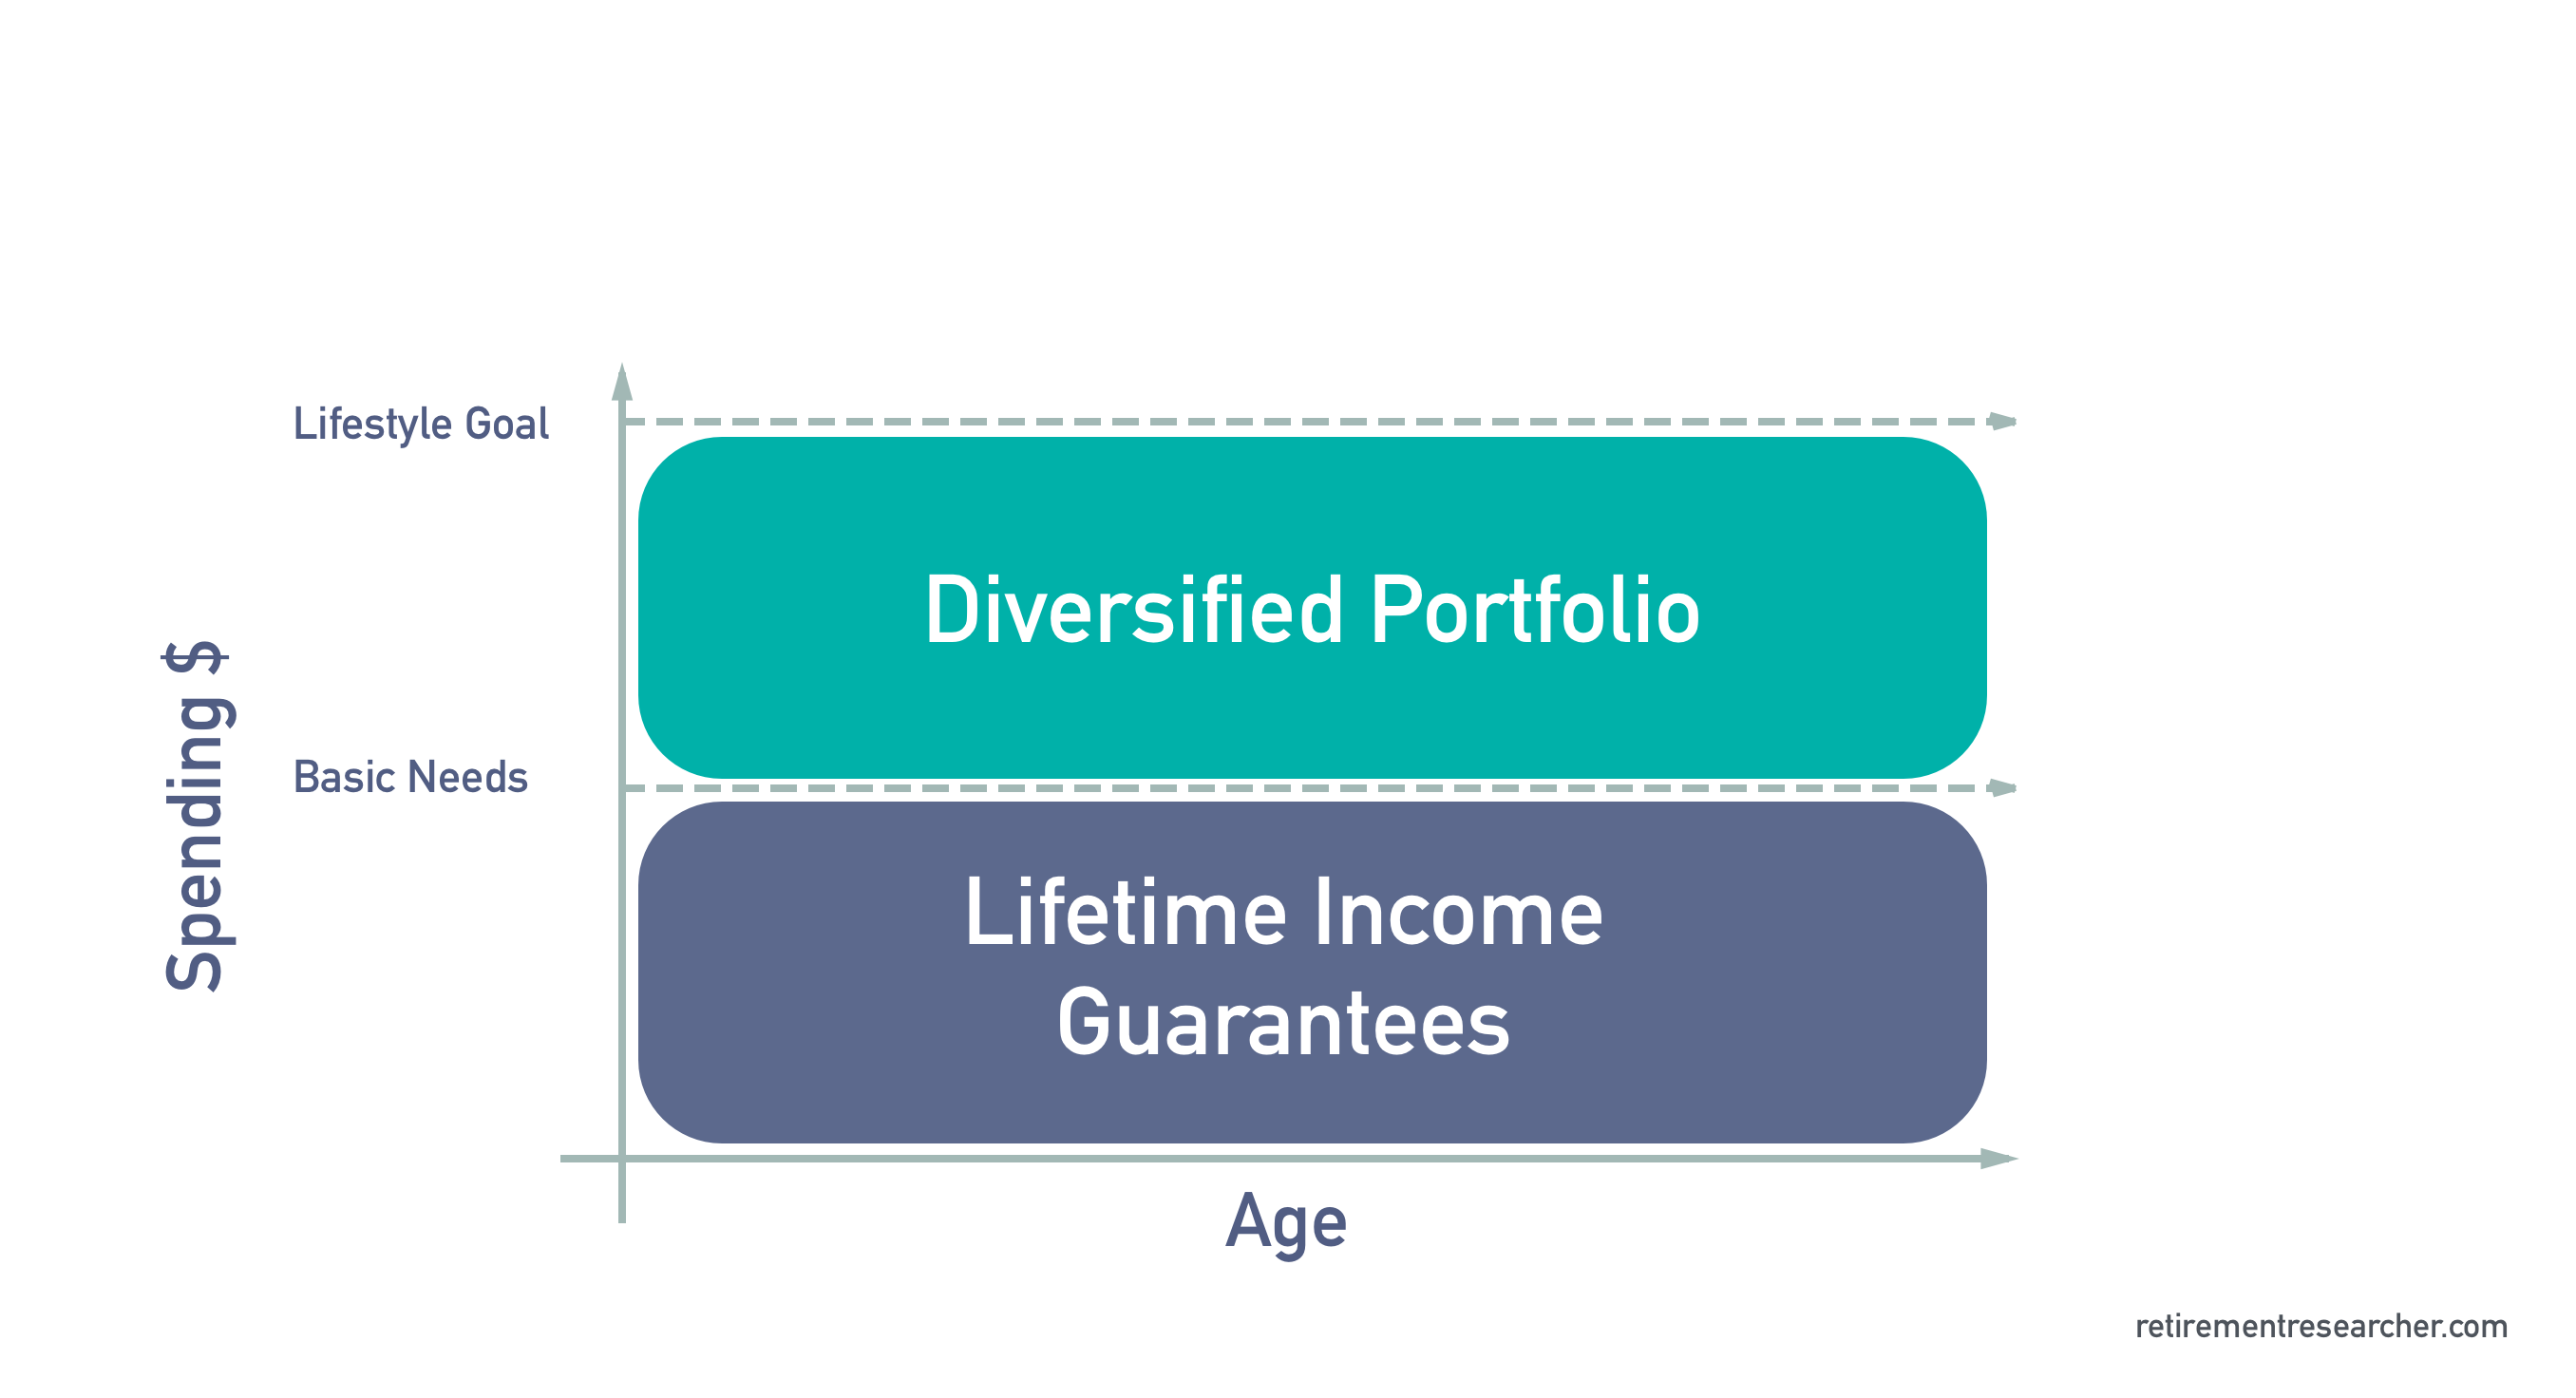 Lifestyle Goal
Diversified Portfolio
Spending $
Basic Needs
Lifetime Income
Guarantees
Age
retirementresearcher.com